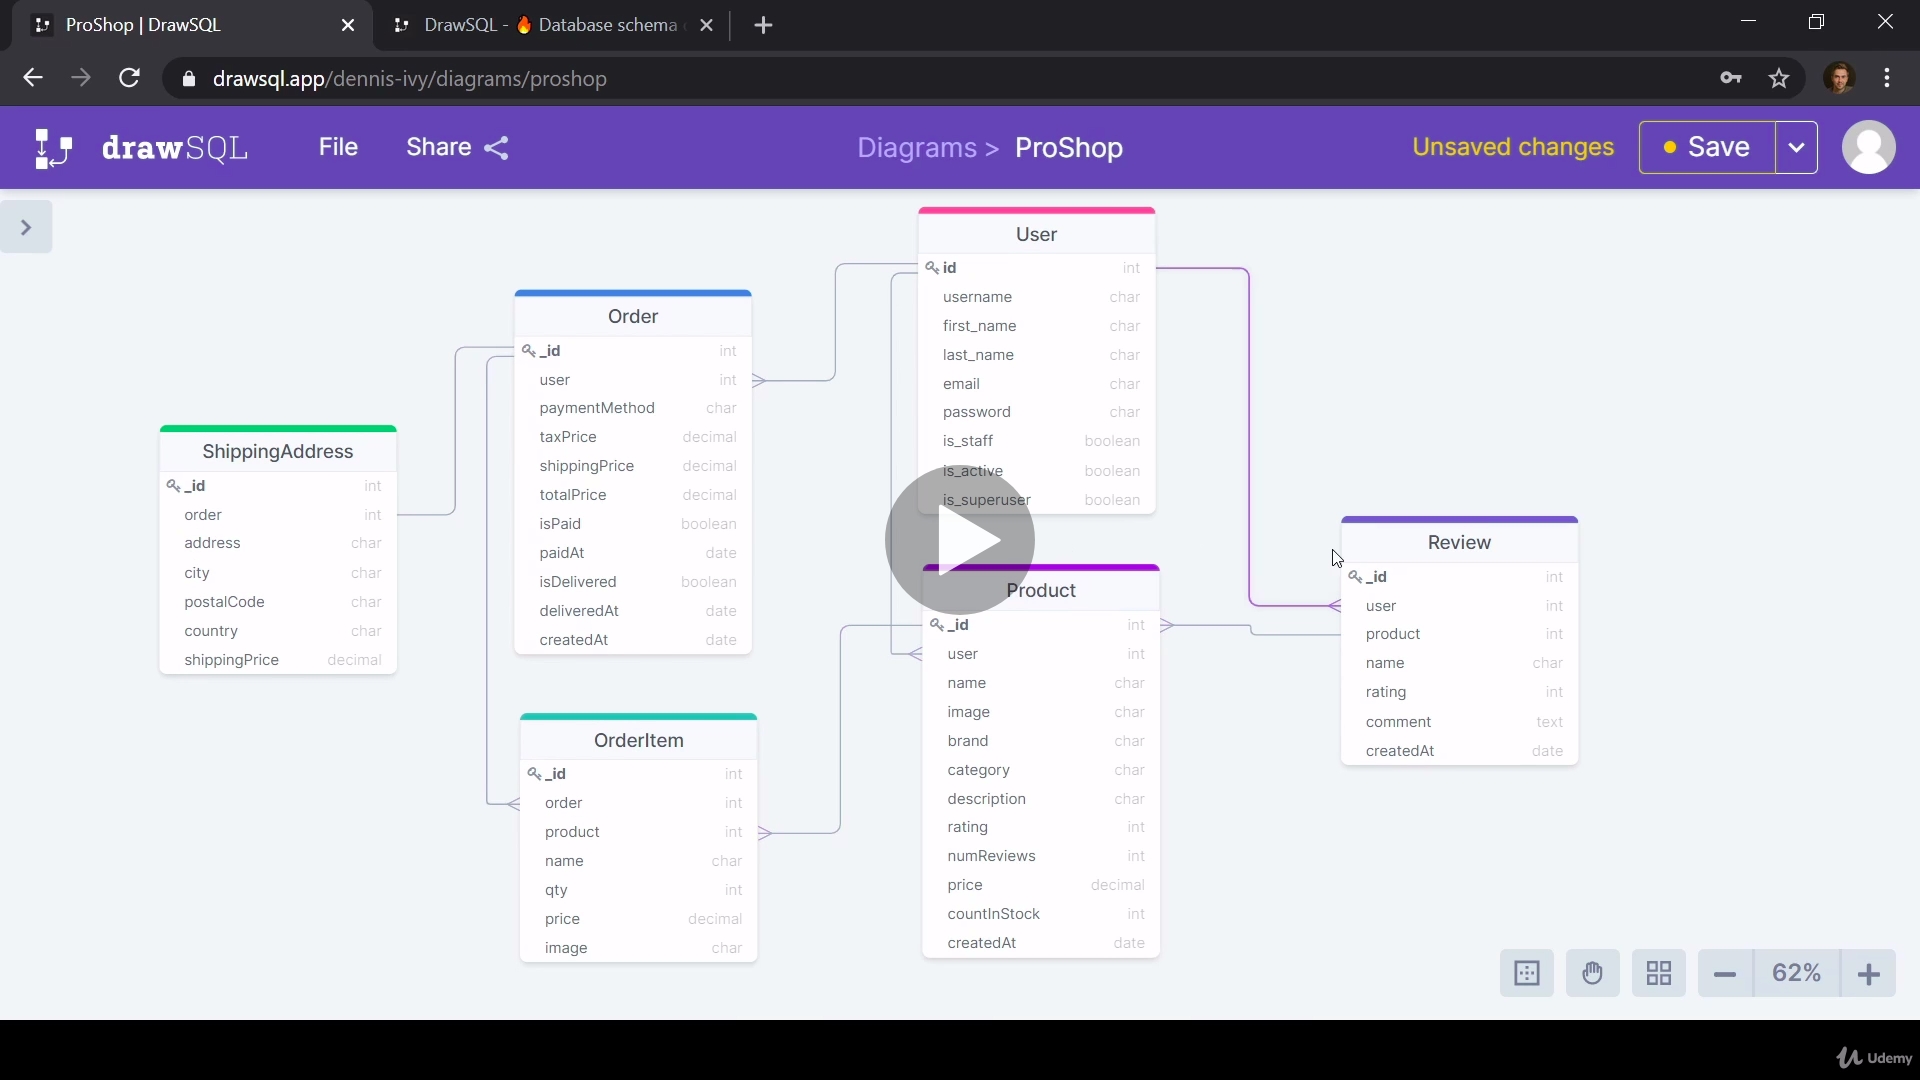 ProShop | DrawSQL
DrawSQL - 🔥 Database schema
drawsql.app/dennis-ivy/diagrams/proshop
drawSQL
File
Share
Diagrams > ProShop
Unsaved changes
Save
ShippingAddress
_id int
order int
address char
city char
postalCode char
country char
shippingPrice decimal
Order
_id int
user int
paymentMethod char
taxPrice decimal
shippingPrice decimal
totalPrice decimal
isPaid boolean
paidAt date
isDelivered boolean
deliveredAt date
createdAt date
OrderItem
_id int
order int
product int
name char
qty int
price decimal
image char
User
id int
username char
first_name char
last_name char
email char
password char
is_staff boolean
is_active boolean
is_superuser boolean
Product
_id int
user int
name char
image char
brand char
category char
description char
rating int
numReviews int
price decimal
countInStock int
createdAt date
Review
_id int
user int
product int
name char
rating int
comment text
createdAt date
62%
Udemy